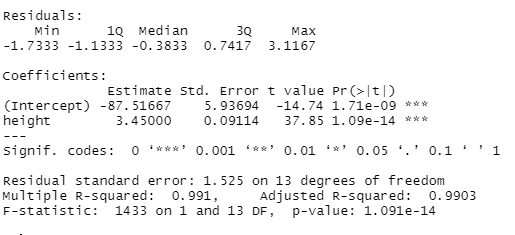 Residuals:
Min 1Q Median 3Q Max
-1.7333 -1.1333 -0.3833 0.7417 3.1167
Coefficients:
Estimate Std. Error t value Pr(>|t|)
(Intercept) -87.51667 5.93694 -14.74 1.71e-09 ***
height 3.45000 0.09114 37.85 1.09e-14 ***
---
Signif. codes: 0 ‘***’ 0.001 ‘**’ 0.01 ‘*’ 0.05 ‘.’ 0.1 ‘ ’ 1
Residual standard error: 1.525 on 13 degrees of freedom
Multiple R-squared: 0.991, Adjusted R-squared: 0.9903
F-statistic: 1433 on 1 and 13 DF, p-value: 1.091e-14